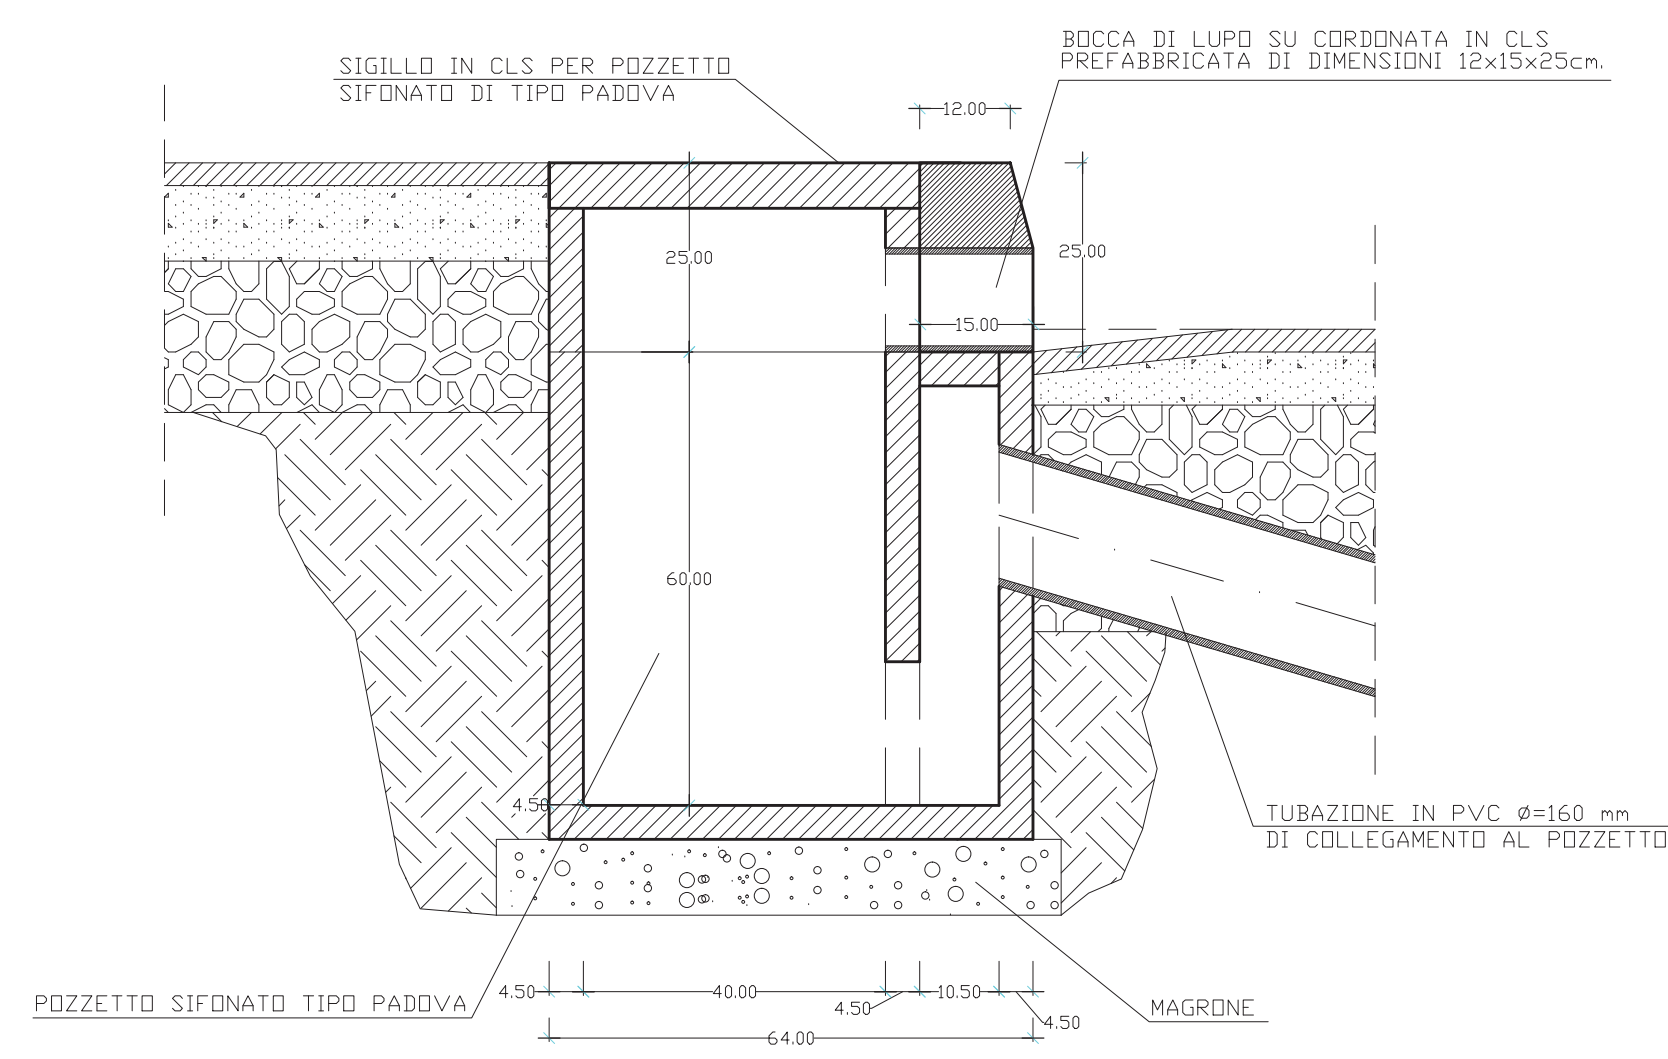 BOCCA DI LUPO SU CORDONATA IN CLS
PREFABBRICATA DI DIMENSIONI 12x15x25cm.
SIGILLO IN CLS PER POZZETTO
SIFONATO DI TIPO PADOVA
12.00
25.00
25.00
15.00
60.00
4.50
TUBAZIONE IN PVC Ø=160 mm
DI COLLEGAMENTO AL POZZETTO
POZZETTO SIFONATO TIPO PADOVA
4.50
40.00
4.50
10.50
4.50
MAGRONE
64.00